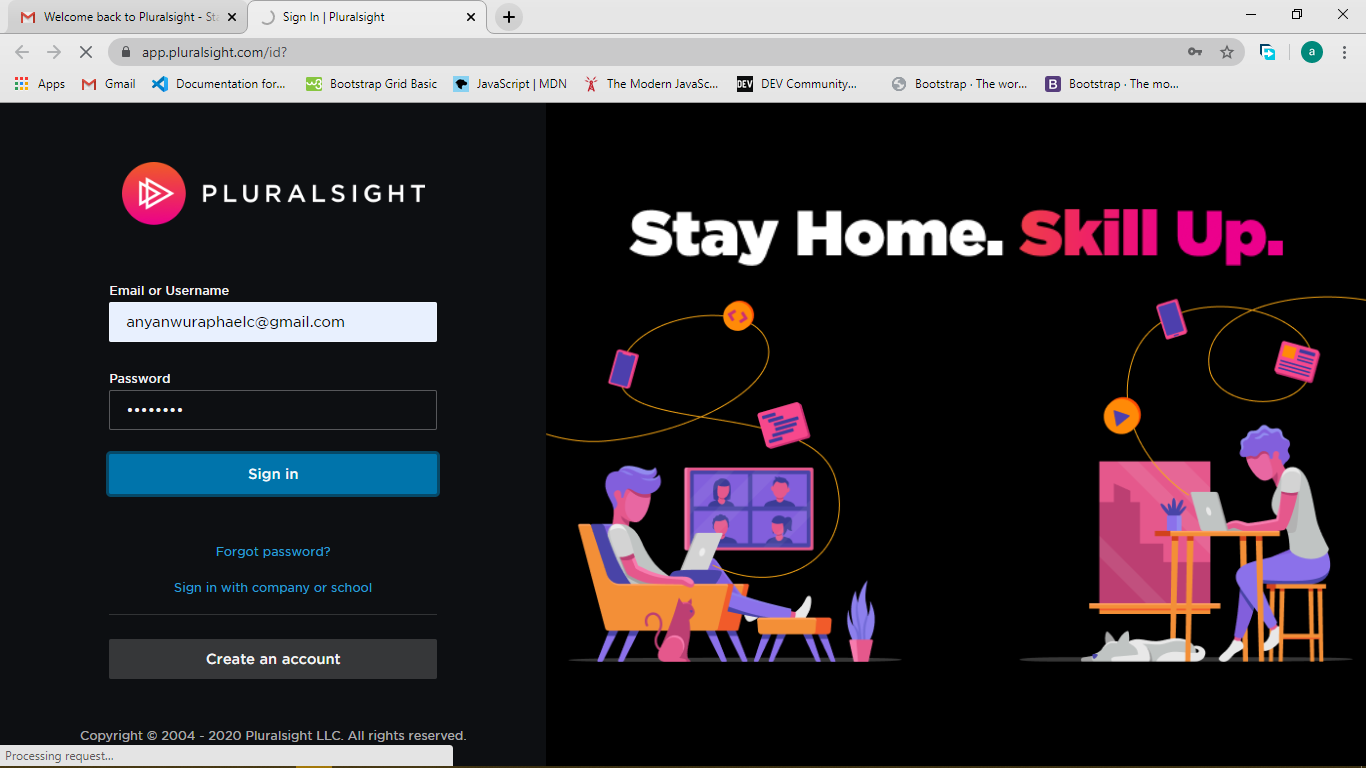 Welcome back to Pluralsight - Sta
Sign In | Pluralsight
app.pluralsight.com/id?
a
Apps
Gmail
Documentation for...
Bootstrap Grid Basic
JavaScript | MDN
The Modern JavaSc...
DEV
DEV Community...
Bootstrap · The wor...
B
Bootstrap · The mo...
PLURALSIGHT
Stay Home. Skill Up.
Email or Username
anyanwuraphaelc@gmail.com
Password
••••••••
Sign in
Forgot password?
Sign in with company or school
Create an account
Copyright © 2004 - 2020 Pluralsight LLC. All rights reserved.
Processing request...